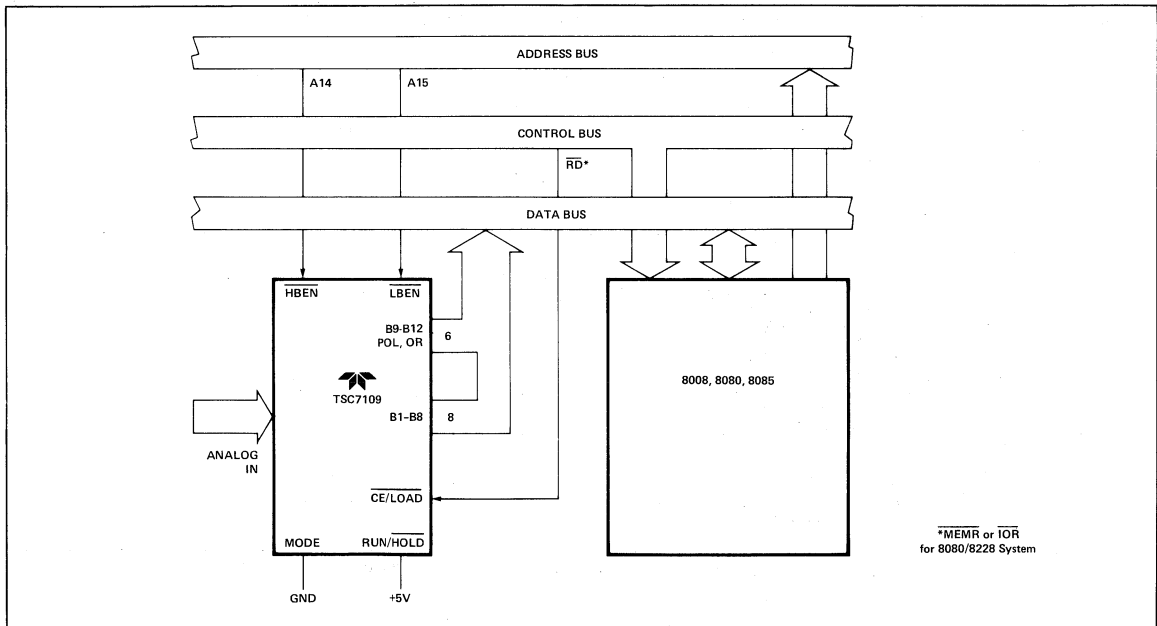 ADDRESS BUS
A14
A15
CONTROL BUS
RD*
DATA BUS
HBEN
LBEN
B9-B12
POL, OR
6
TSC7109
8008, 8080, 8085
B1-B8
8
ANALOG
IN
CE/LOAD
MODE
RUN/HOLD
*MEMR or IOR
for 8080/8228 System
GND
+5V